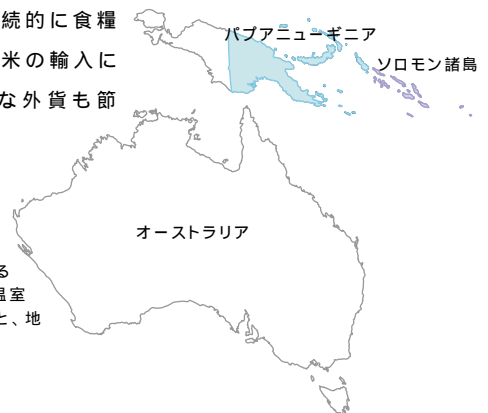 続的に食糧
米の輸入に
な外貨も節
パプアニューギニア
ソロモン諸島
オーストラリア
る
温室
と、地